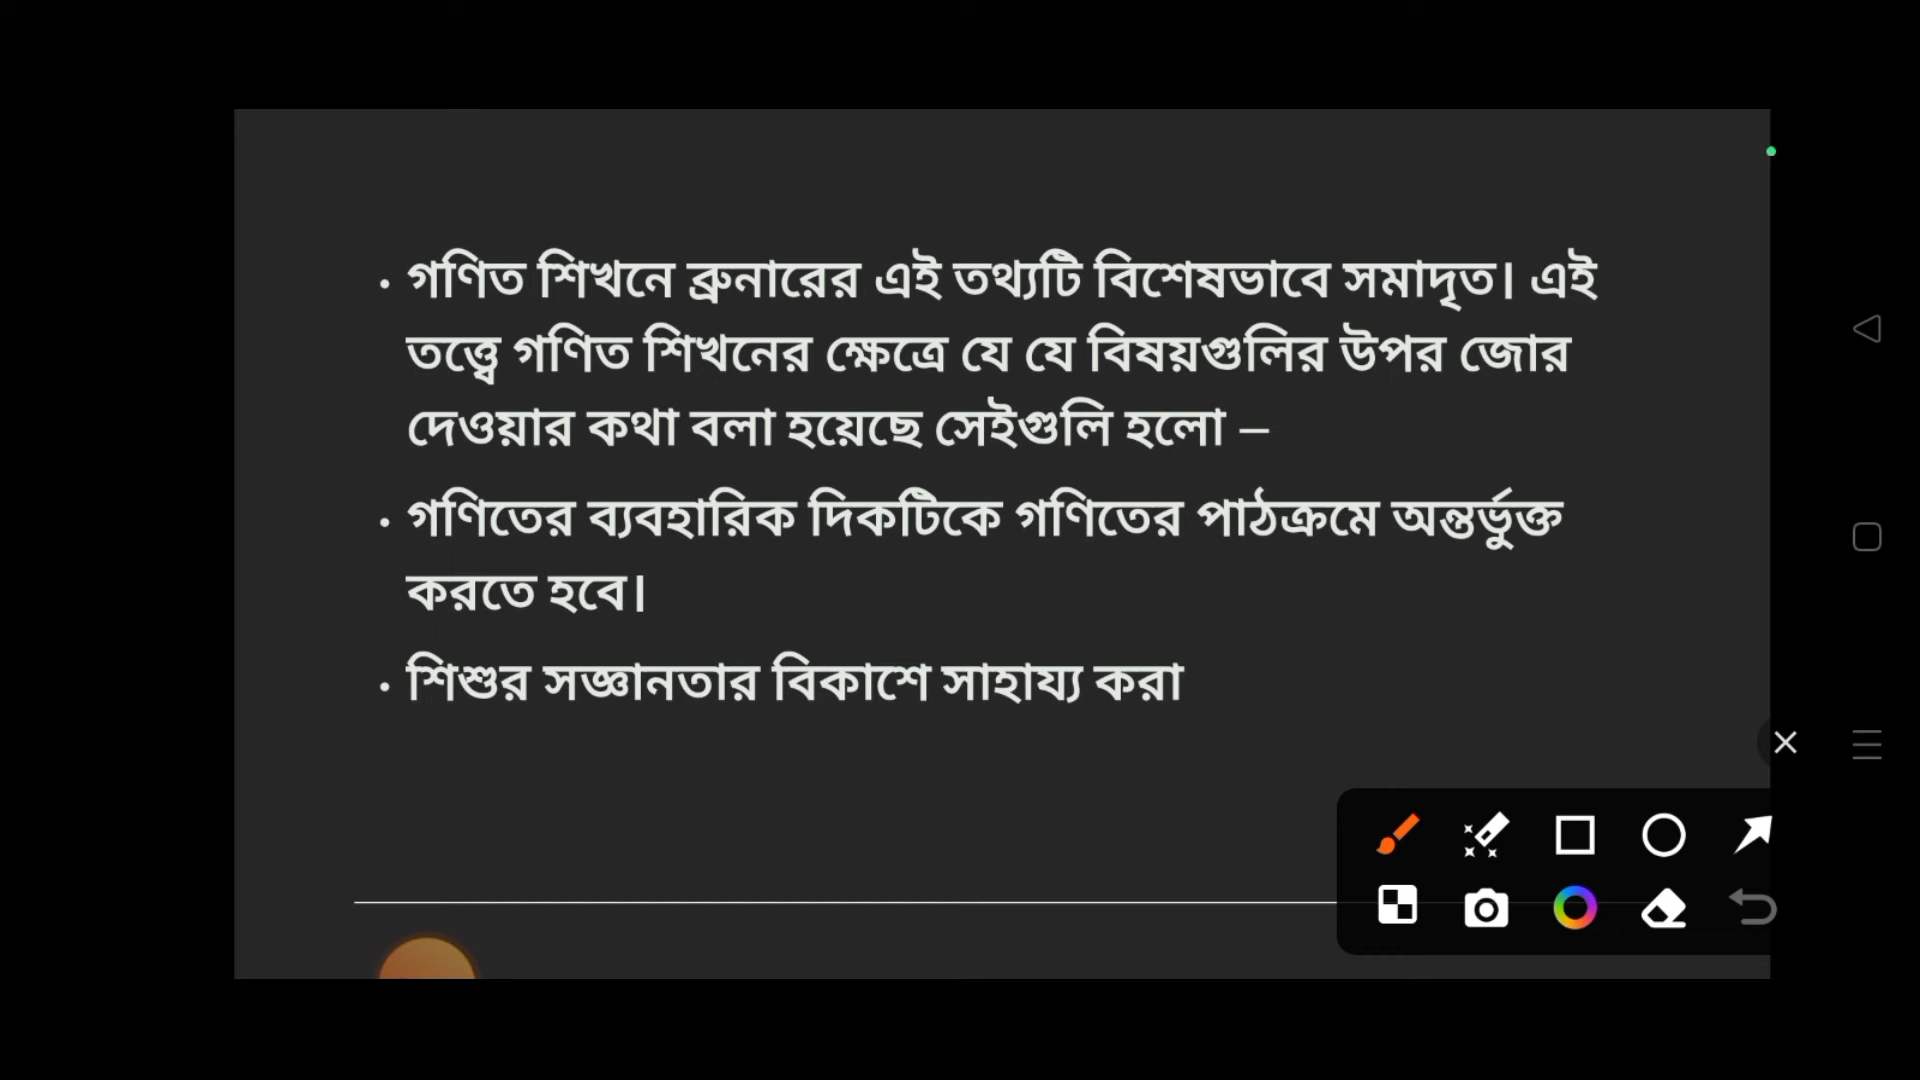 • গণিত শিখনে ব্রুনারের এই তথ্যটি বিশেষভাবে সমাদৃত। এই
তত্ত্বে গণিত শিখনের ক্ষেত্রে যে যে বিষয়গুলির উপর জোর
দেওয়ার কথা বলা হয়েছে সেইগুলি হলো –
• গণিতের ব্যবহারিক দিকটিকে গণিতের পাঠক্রমে অন্তর্ভুক্ত
করতে হবে।
• শিশুর সজ্ঞানতার বিকাশে সাহায্য করা